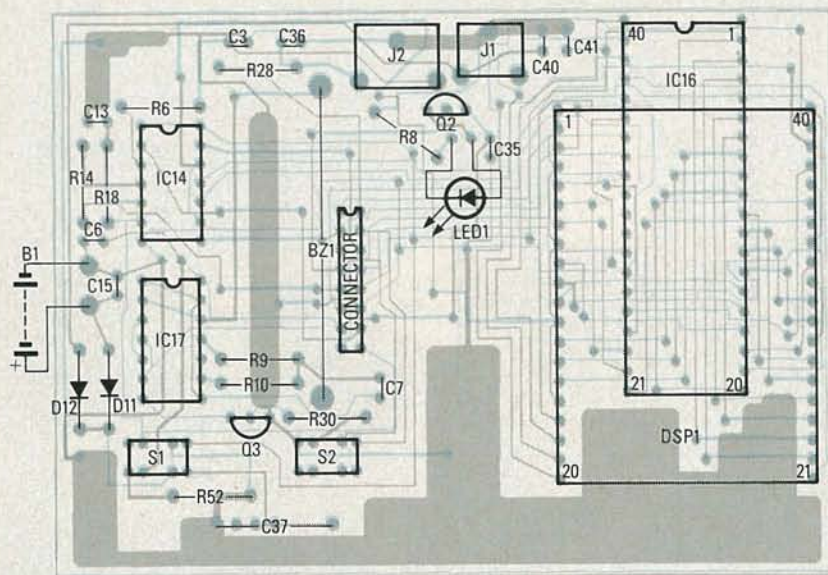 C3
C36
J2
J1
C40
C41
40
1
IC16
R28
C13
R6
Q2
1
40
R8
C35
IC14
R14
R18
LED1
C6
B1
BZ1
CONNECTOR
C15
IC17
+
R9
R10
C7
D12
D11
R30
21
20
DSP1
Q3
S1
S2
20
21
R52
C37